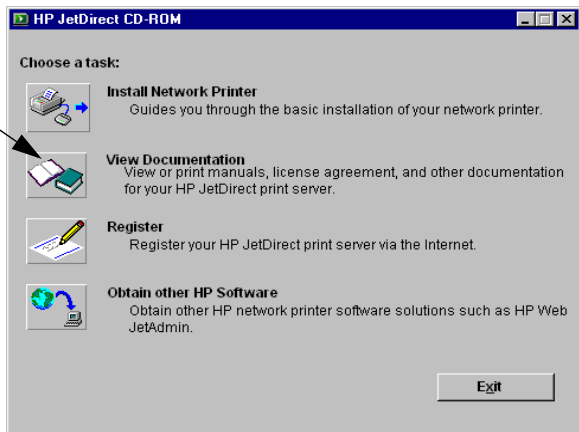 HP JetDirect CD-ROM
Choose a task:
Install Network Printer
Guides you through the basic installation of your network printer.
View Documentation
View or print manuals, license agreement, and other documentation
for your HP JetDirect print server.
Register
Register your HP JetDirect print server via the Internet.
Obtain other HP Software
Obtain other HP network printer software solutions such as HP Web
JetAdmin.
Exit